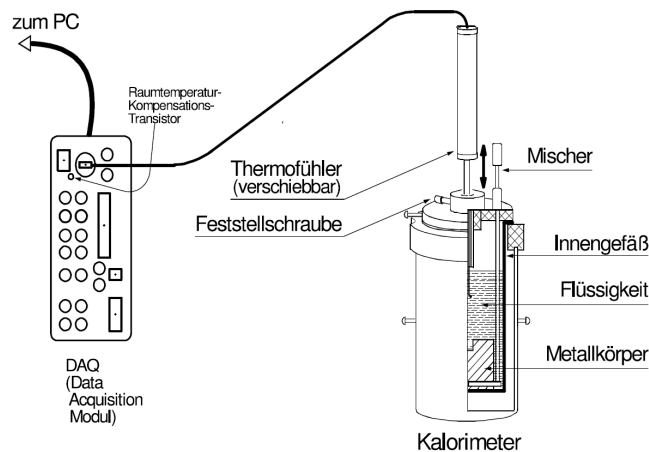 zum PC
Raumtemperatur-
Kompensations-
Transistor
Thermofühler
(verschiebbar)
Feststellschraube
Mischer
Innengefäß
Flüssigkeit
Metallkörper
DAQ
(Data
Acquisition
Modul)
Kalorimeter